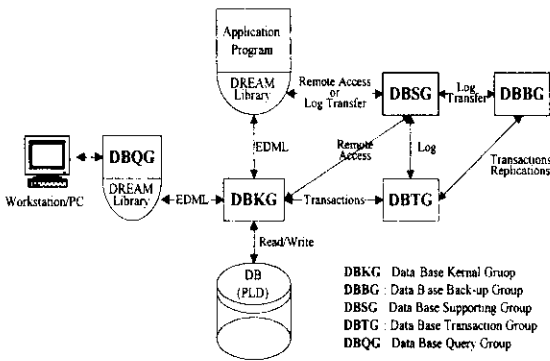 Application
Program
DREAM
Library
Remote Access
or
Log Transfer
DBSG
Log
Transfer
DBBG
EDML
Remote
Access
Log
Transactions
Replications
Workstation/PC
DBQG
DREAM
Library
EDML
DBKG
Transactions
DBTG
Read/Write
DB
(PLD)
DBKG Data Base Kernal Gruop
DBBG : Data Base Back-up Group
DBSG Data Base Supporting Group
DBTG : Data Base Transaction Group
DBQG : Data Base Query Group